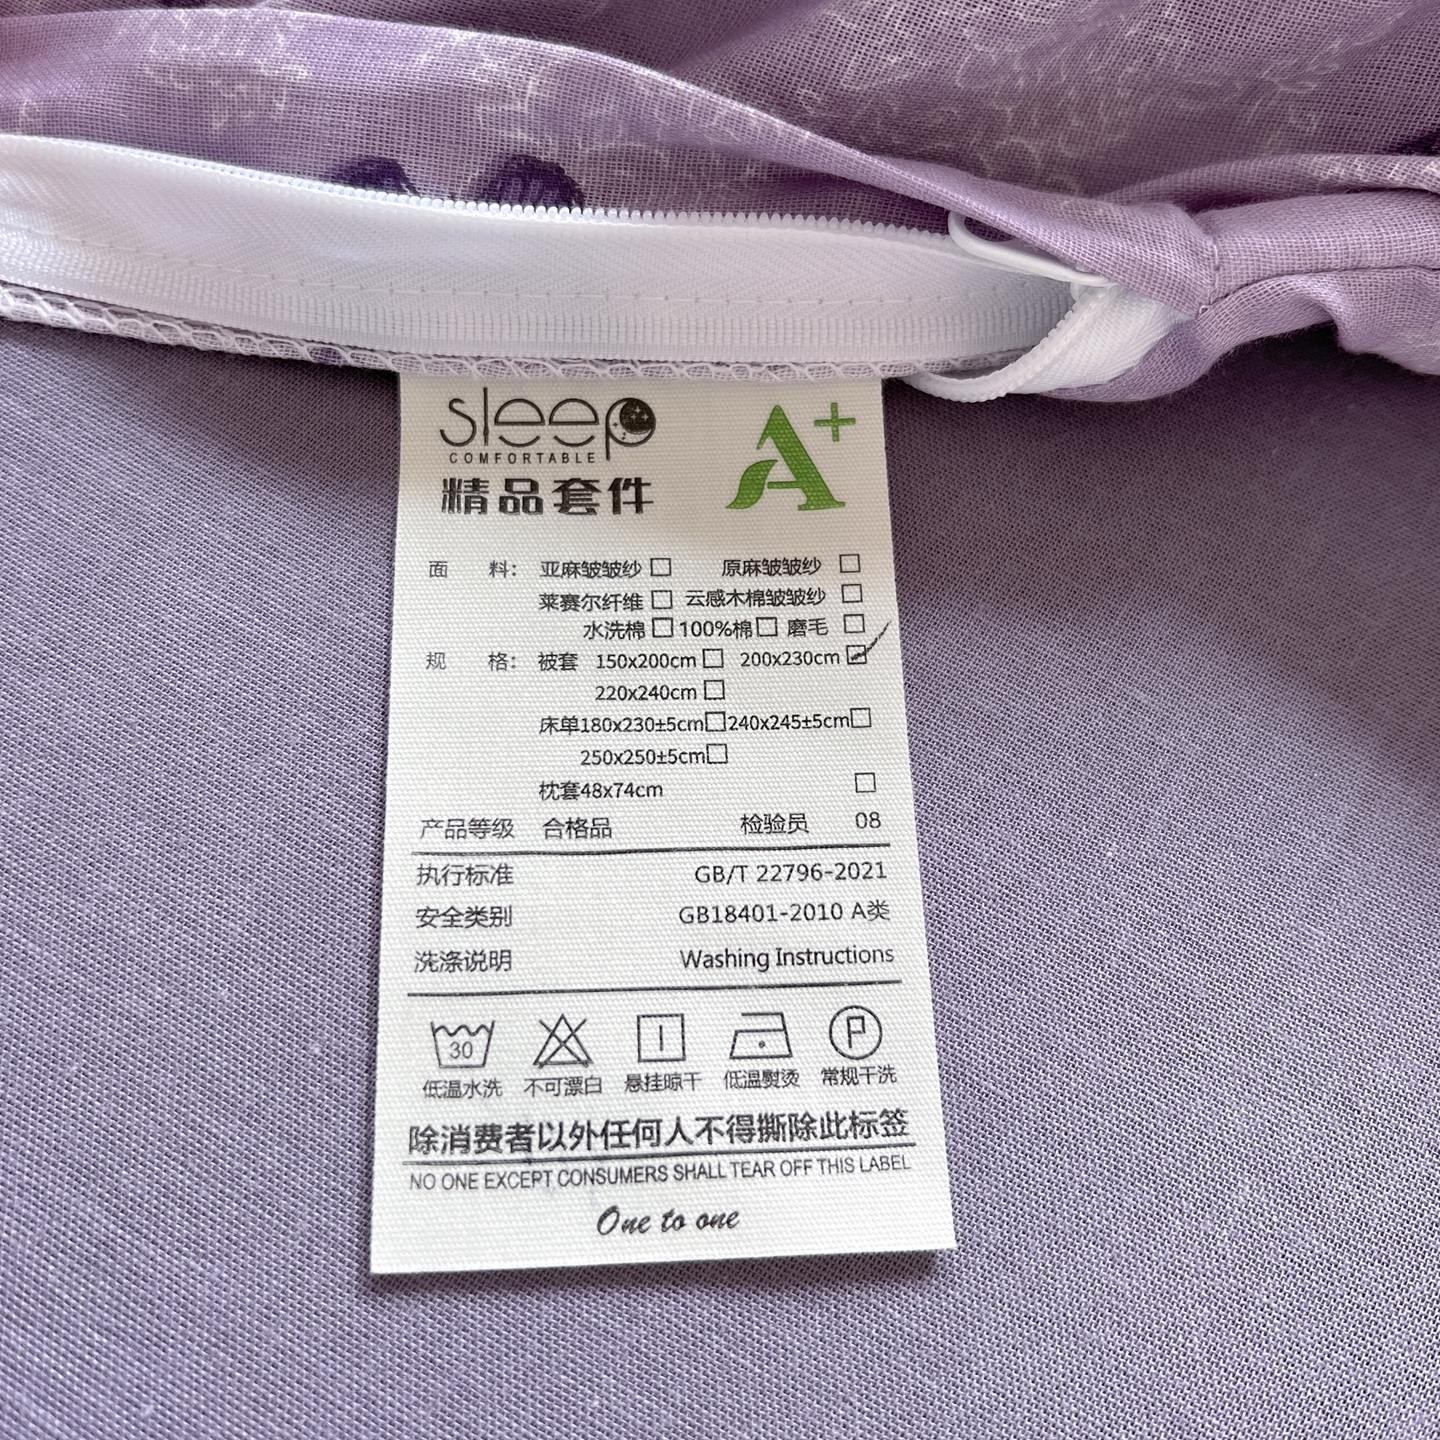 sleep
COMFORTABLE
精品套件
A+
面 料: 亚麻皱皱纱 □ 原麻皱皱纱 □
莱赛尔纤维 □ 云感木棉皱皱纱 □
水洗棉 □ 100%棉 □ 磨毛 □
规 格: 被套 150x200cm □ 200x230cm ☑
220x240cm □
床单180x230±5cm □ 240x245±5cm □
250x250±5cm □
枕套48x74cm □
产品等级 合格品 检验员 08
执行标准 GB/T 22796-2021
安全类别 GB18401-2010 A类
洗涤说明 Washing Instructions
30 P
低温水洗 不可漂白 悬挂晾干 低温熨烫 常规干洗
除消费者以外任何人不得撕除此标签
NO ONE EXCEPT CONSUMERS SHALL TEAR OFF THIS LABEL
One to one